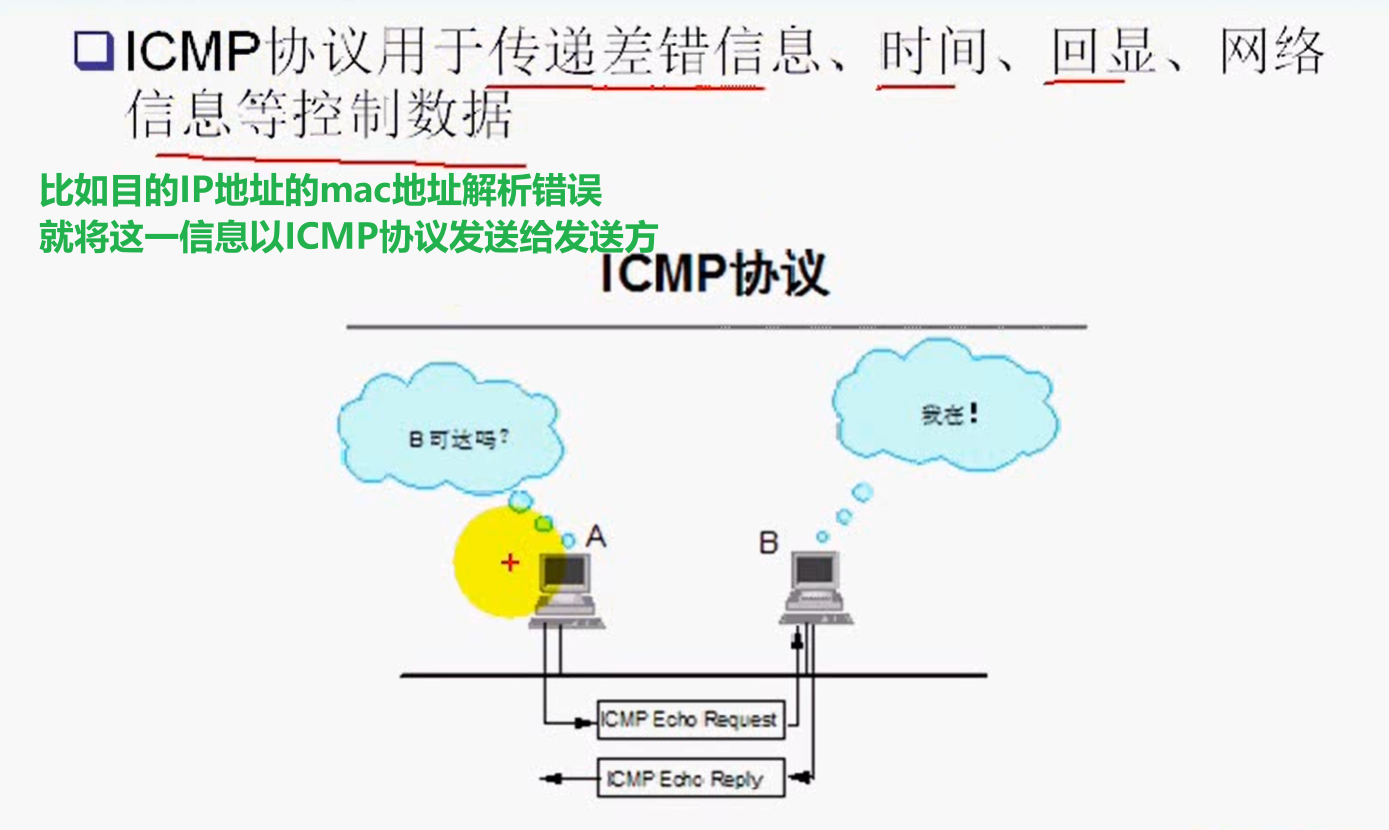 ICMP协议用于传递差错信息、时间、回显、网络
信息等控制数据
比如目的IP地址的mac地址解析错误
就将这一信息以ICMP协议发送给发送方
ICMP协议
B可达吗?
我在!
A
B
ICMP Echo Request
ICMP Echo Reply